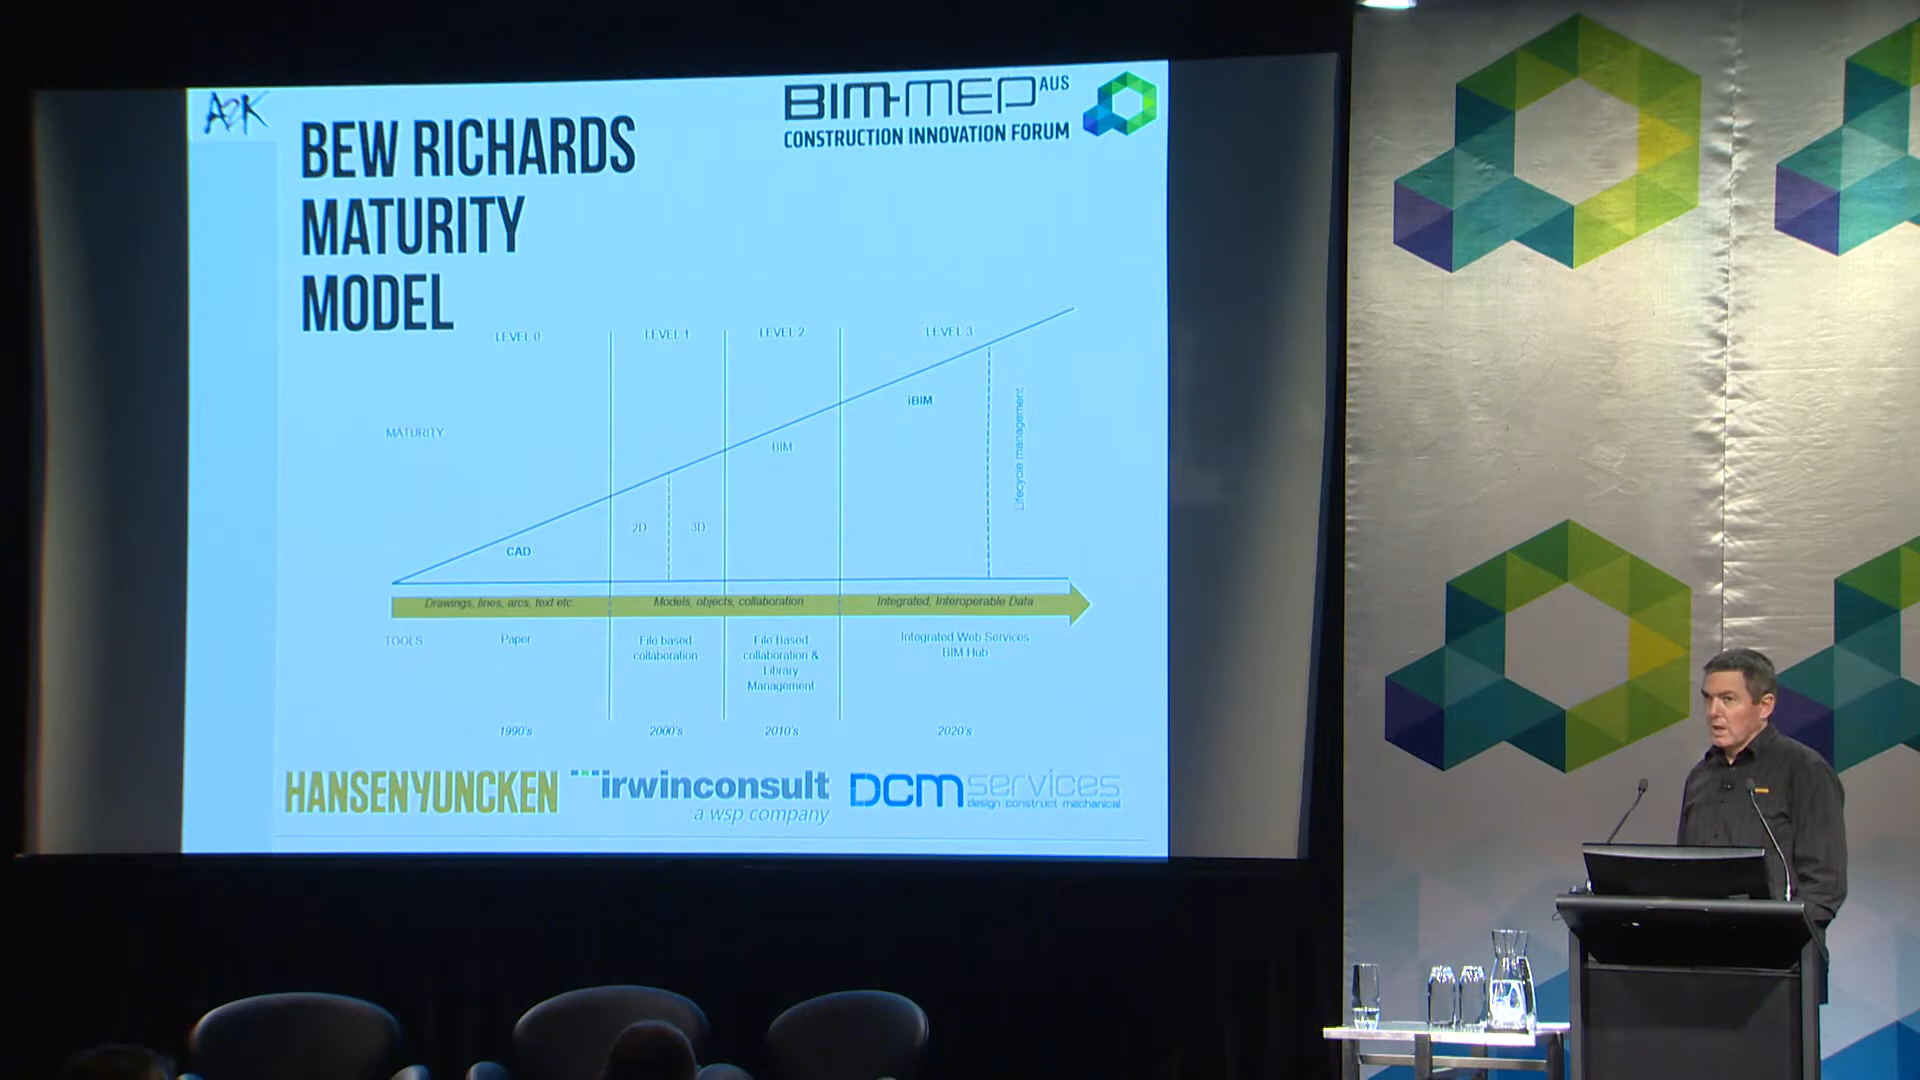 A2K
BIM-MEP AUS
CONSTRUCTION INNOVATION FORUM
BEW RICHARDS
MATURITY
MODEL
LEVEL 0
LEVEL 1
LEVEL 2
LEVEL 3
MATURITY
CAD
2D
3D
BIM
iBIM
Lifecycle management
Drawings, lines, arcs, text etc
Models, objects, collaboration
Integrated, Interoperable Data
TOOLS
Paper
File based
collaboration
File Based
collaboration &
Library
Management
Integrated Web Services
BIM Hub
1990's
2000's
2010's
2020's
HANSEN YUNCKEN
irwinconsult
a wsp company
DCM services
design construct mechanical